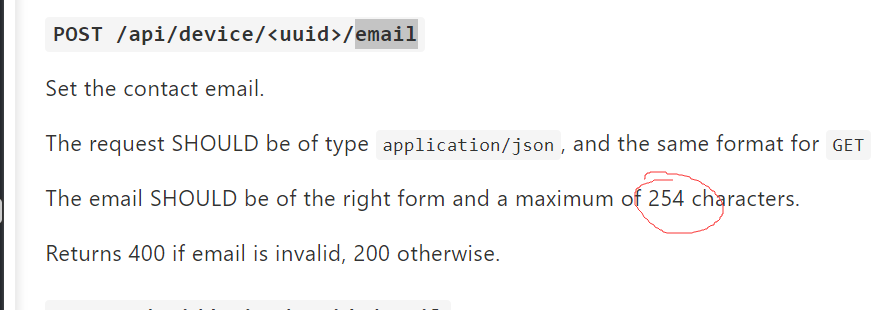 POST /api/device/<uuid>/email
Set the contact email.
The request SHOULD be of type application/json, and the same format for GET
The email SHOULD be of the right form and a maximum of 254 characters.
Returns 400 if email is invalid, 200 otherwise.